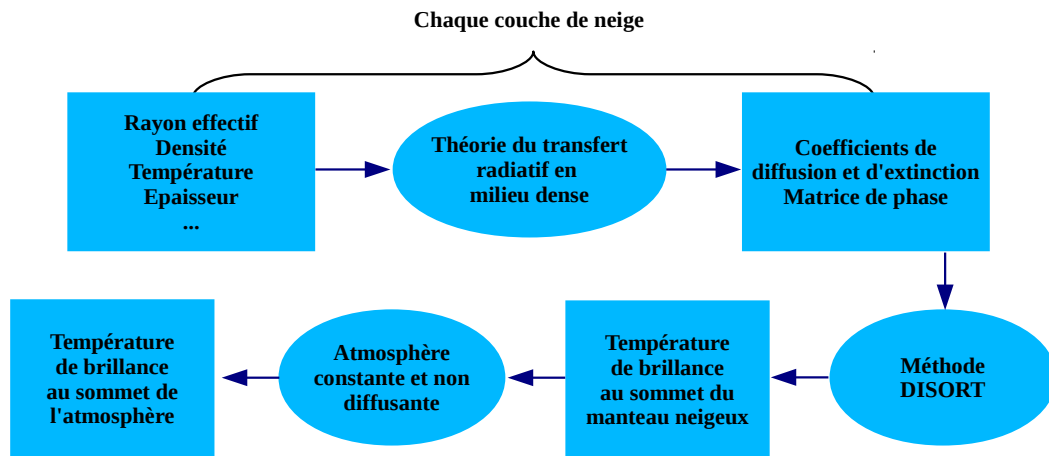 Chaque couche de neige
Rayon effectif
Densité
Température
Epaisseur
...
Théorie du transfert
radiatif en
milieu dense
Coefficients de
diffusion et d'extinction
Matrice de phase
Méthode
DISORT
Température
de brillance
au sommet du
manteau neigeux
Atmosphère
constante et non
diffusante
Température
de brillance
au sommet de
l'atmosphère